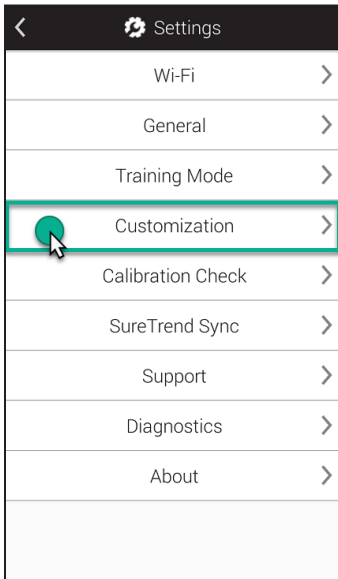 Settings
Wi-Fi
General
Training Mode
Customization
Calibration Check
SureTrend Sync
Support
Diagnostics
About